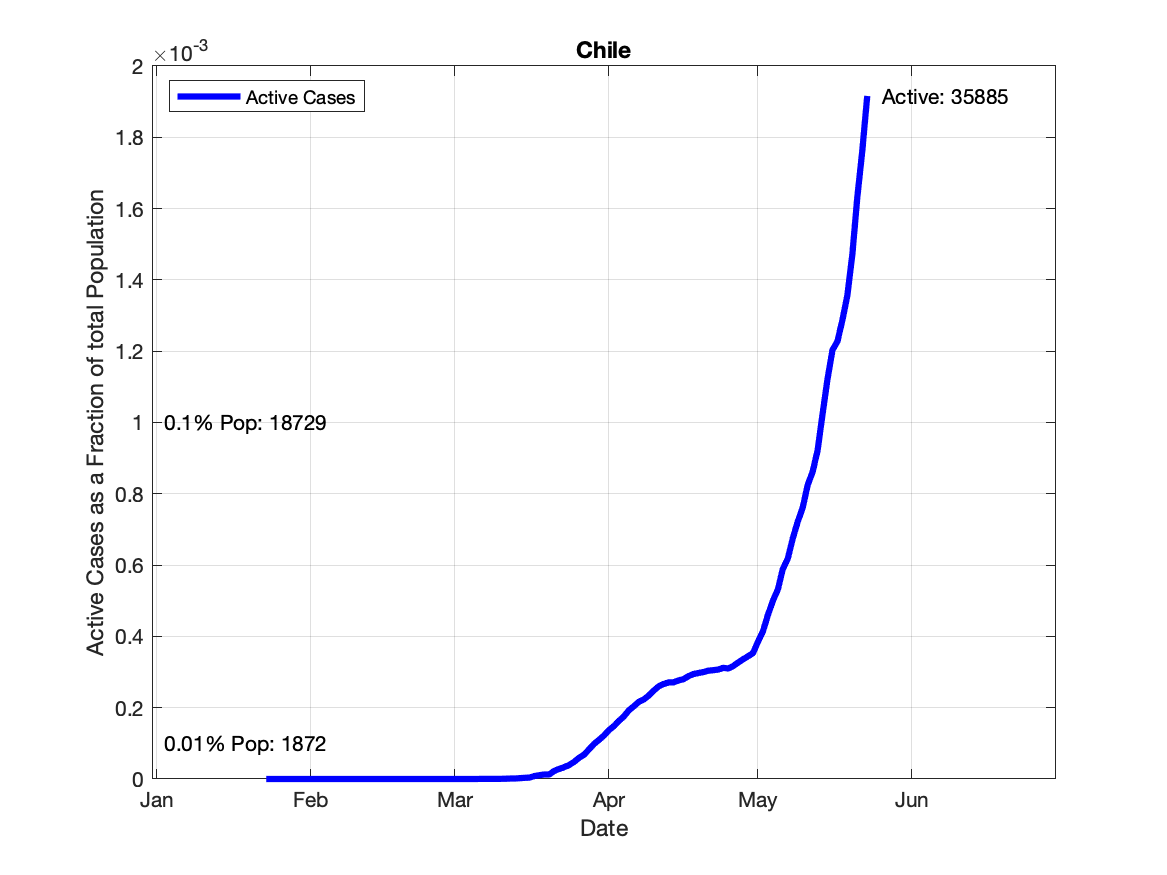 Chile
×10-3
Active Cases
Active: 35885
2
1.8
1.6
1.4
1.2
1
0.1% Pop: 18729
0.8
0.6
0.4
0.2
0.01% Pop: 1872
0
Active Cases as a Fraction of total Population
Jan Feb Mar Apr May Jun
Date